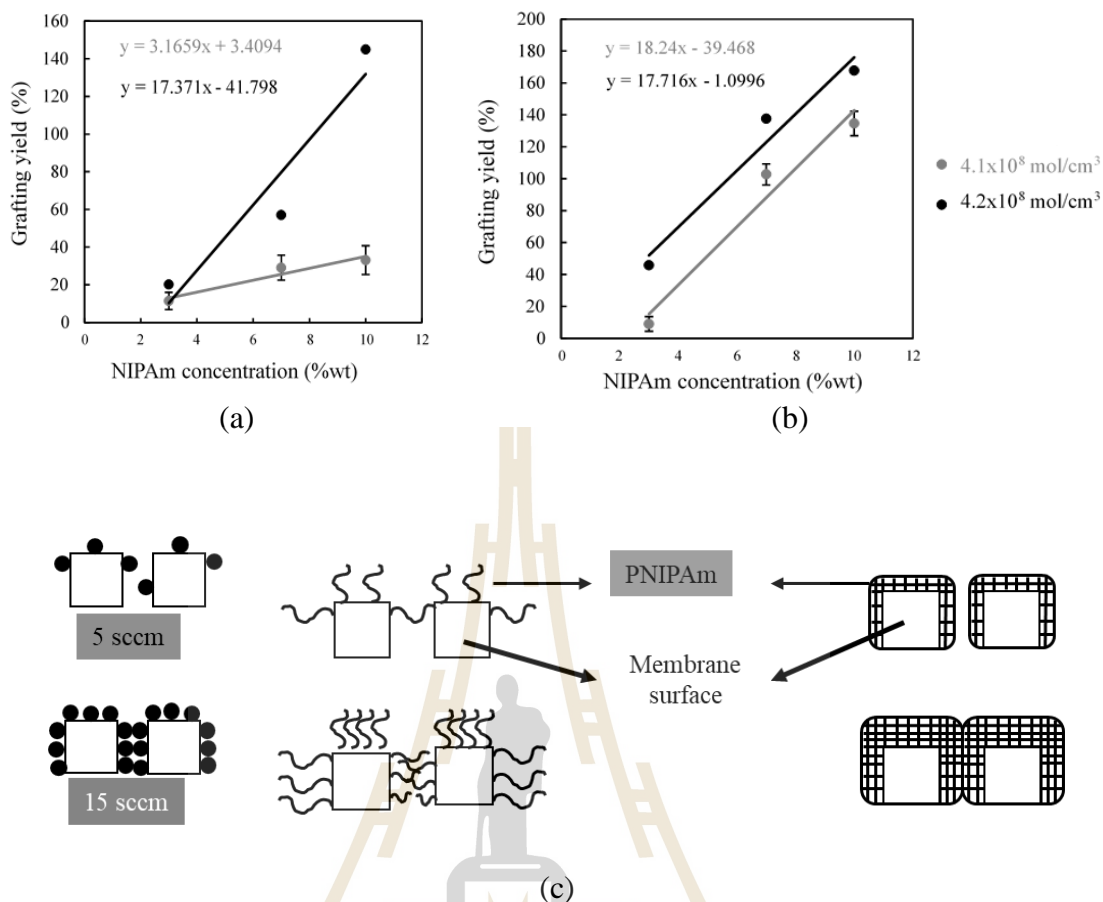 160
140
120
100
80
60
40
20
0
Grafting yield (%)
y = 3.1659x + 3.4094
y = 17.371x - 41.798
0 2 4 6 8 10 12
NIPAm concentration (%wt)
(a)
200
180
160
140
120
100
80
60
40
20
0
Grafting yield (%)
y = 18.24x - 39.468
y = 17.716x - 1.0996
0 2 4 6 8 10 12
NIPAm concentration (%wt)
(b)
4.1x10⁸ mol/cm³
4.2x10⁸ mol/cm³
5 sccm
PNIPAm
Membrane
surface
15 sccm
(c)